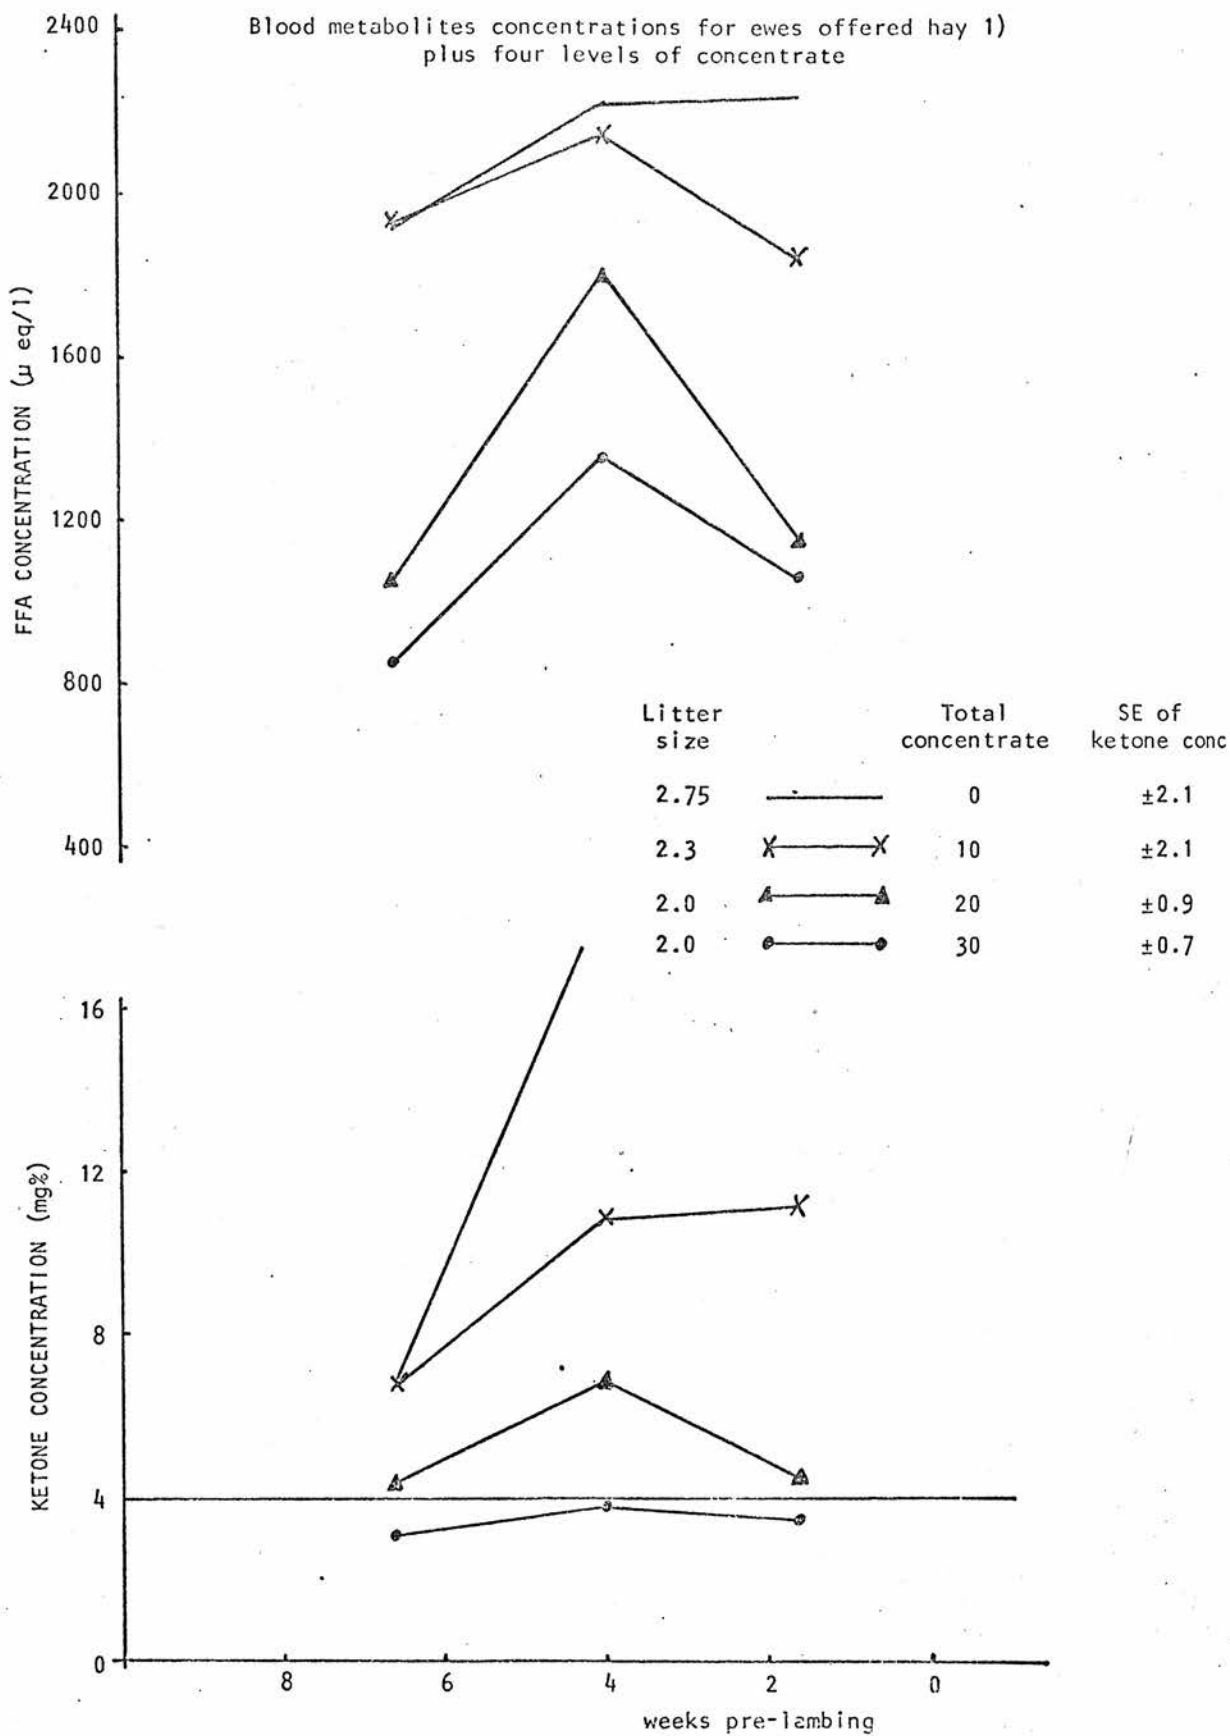 Blood metabolites concentrations for ewes offered hay 1)
plus four levels of concentrate
2400
2000
1600
1200
800
400
FFA CONCENTRATION (μ eq/l)
Litter size Total concentrate SE of ketone conc
2.75 0 ±2.1
2.3 10 ±2.1
2.0 20 ±0.9
2.0 30 ±0.7
16
12
8
4
0
KETONE CONCENTRATION (mg%)
8 6 4 2 0
weeks pre-lambing